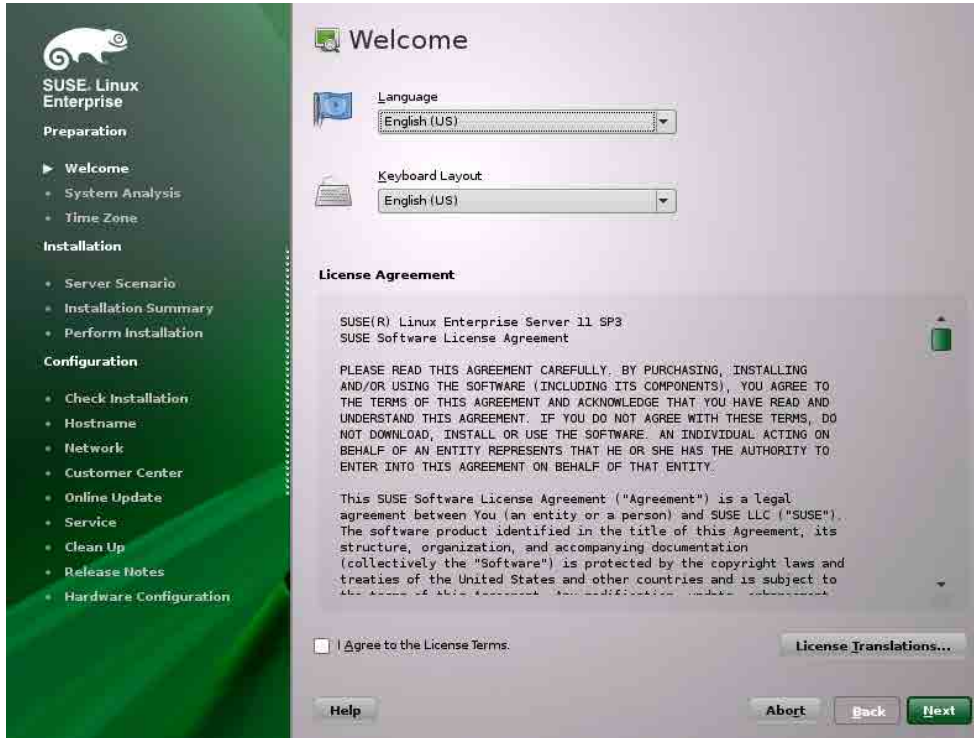 SUSE. Linux
Enterprise
Preparation
Welcome
System Analysis
Time Zone
Installation
Server Scenario
Installation Summary
Perform Installation
Configuration
Check Installation
Hostname
Network
Customer Center
Online Update
Service
Clean Up
Release Notes
Hardware Configuration
Welcome
Language
English (US)
Keyboard Layout
English (US)
License Agreement
SUSE(R) Linux Enterprise Server 11 SP3
SUSE Software License Agreement
PLEASE READ THIS AGREEMENT CAREFULLY. BY PURCHASING, INSTALLING
AND/OR USING THE SOFTWARE (INCLUDING ITS COMPONENTS), YOU AGREE TO
THE TERMS OF THIS AGREEMENT AND ACKNOWLEDGE THAT YOU HAVE READ AND
UNDERSTAND THIS AGREEMENT. IF YOU DO NOT AGREE WITH THESE TERMS, DO
NOT DOWNLOAD, INSTALL OR USE THE SOFTWARE. AN INDIVIDUAL ACTING ON
BEHALF OF AN ENTITY REPRESENTS THAT HE OR SHE HAS THE AUTHORITY TO
ENTER INTO THIS AGREEMENT ON BEHALF OF THAT ENTITY.
This SUSE Software License Agreement ("Agreement") is a legal
agreement between You (an entity or a person) and SUSE LLC ("SUSE").
The software product identified in the title of this Agreement, its
structure, organization, and accompanying documentation
(collectively the "Software") is protected by the copyright laws and
treaties of the United States and other countries and is subject to
I Agree to the License Terms.
License Translations...
Help
Abort
Back
Next